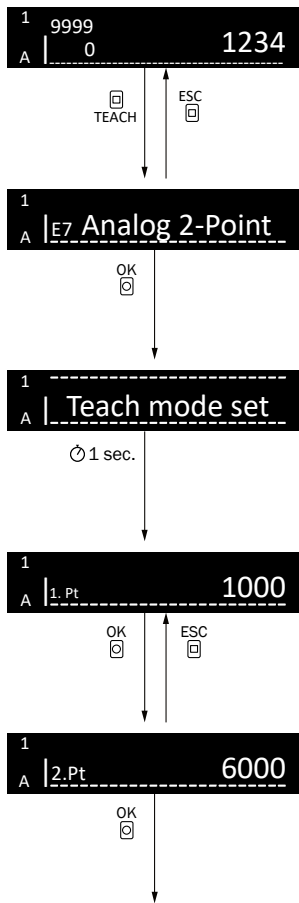 1
9999
0 1234
A
TEACH ESC
1
A E7 Analog 2-Point
OK
1
A Teach mode set
1 sec.
1
A 1. Pt 1000
OK ESC
1
A 2.Pt 6000
OK